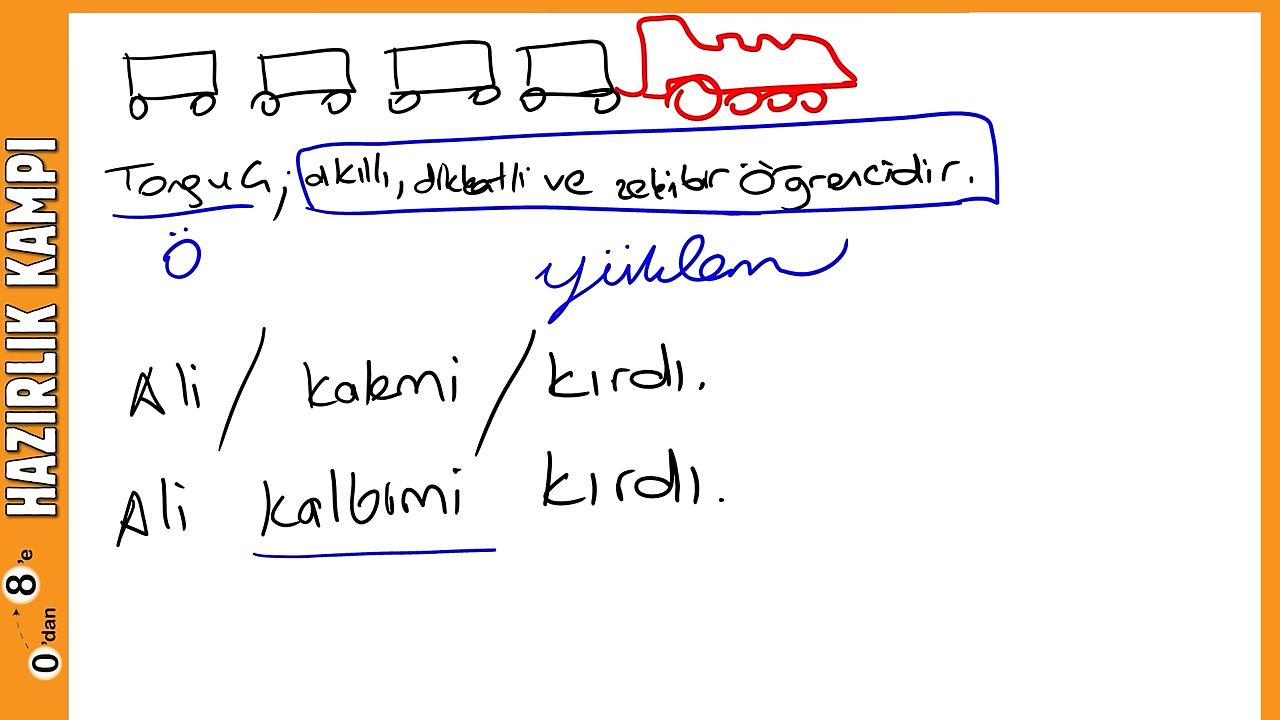 HAZIRLIK KAMPI
0'dan 8'e
Tonguç; akıllı, dikkatli ve zeki bir öğrencidir.
Ö
yüklem
Ali / kalemi / kırdı.
Ali kalbimi kırdı.